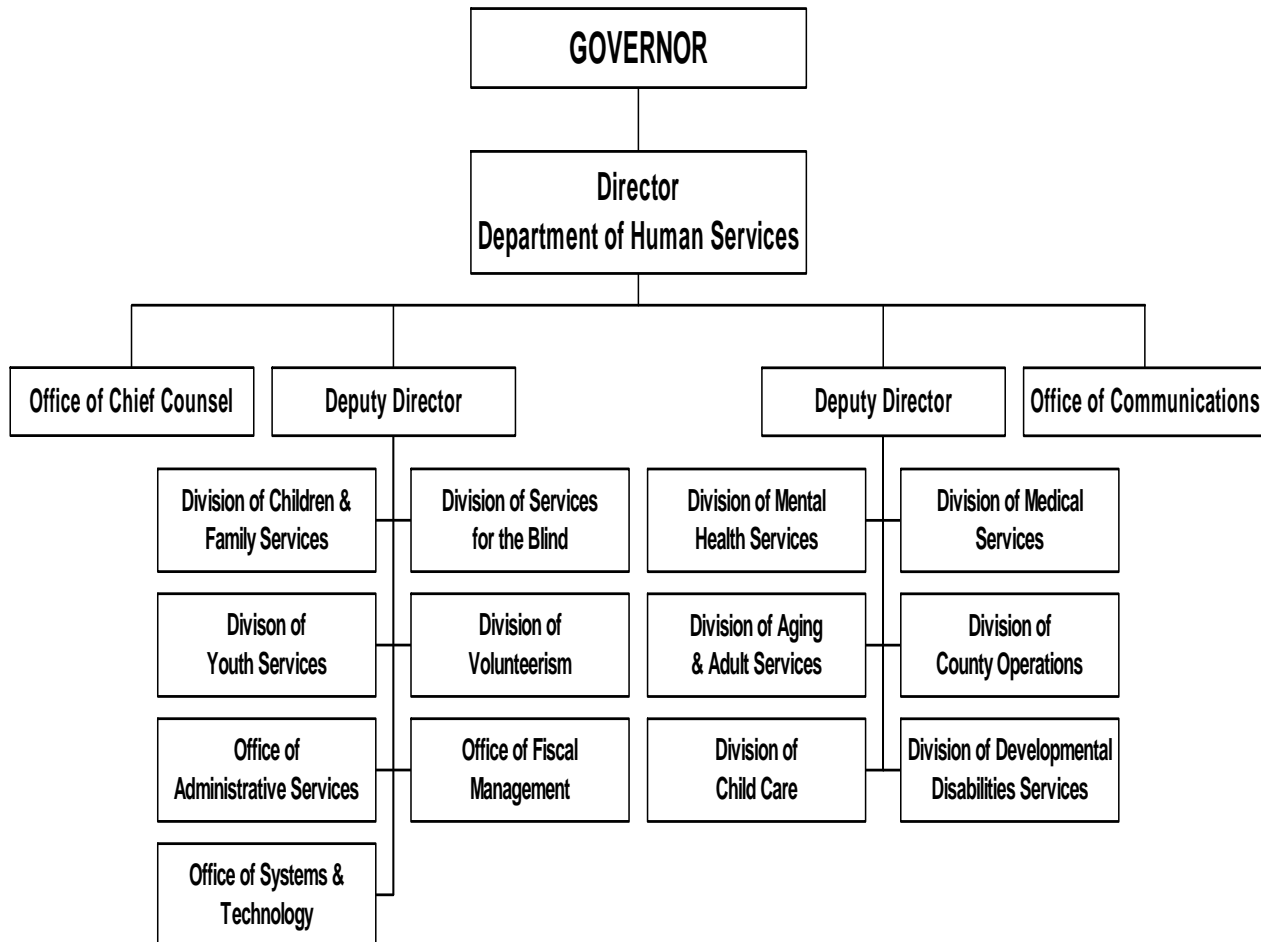 GOVERNOR
Director
Department of Human Services
Office of Chief Counsel
Deputy Director
Deputy Director
Office of Communications
Division of Children &
Family Services
Division of Services
for the Blind
Division of Mental
Health Services
Division of Medical
Services
Divison of
Youth Services
Division of
Volunteerism
Division of Aging
& Adult Services
Division of
County Operations
Office of
Administrative Services
Office of Fiscal
Management
Division of
Child Care
Division of Developmental
Disabilities Services
Office of Systems &
Technology